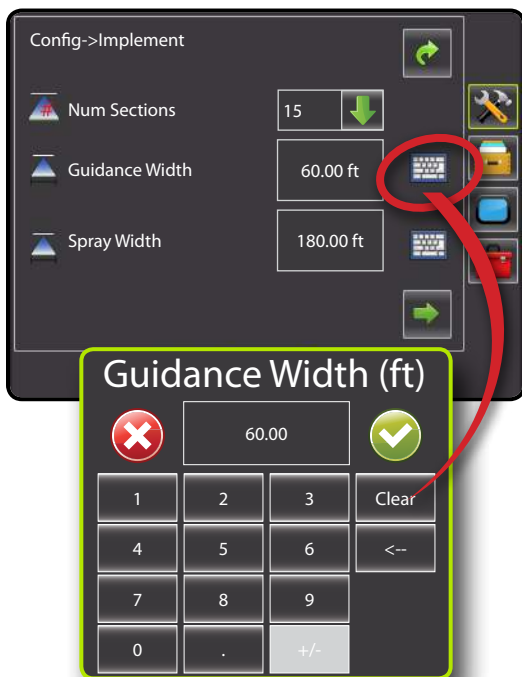 Config->Implement
# Num Sections 15
Guidance Width 60.00 ft
Spray Width 180.00 ft
Guidance Width (ft)
60.00
1 2 3 Clear
4 5 6 <--
7 8 9
0 . +/-